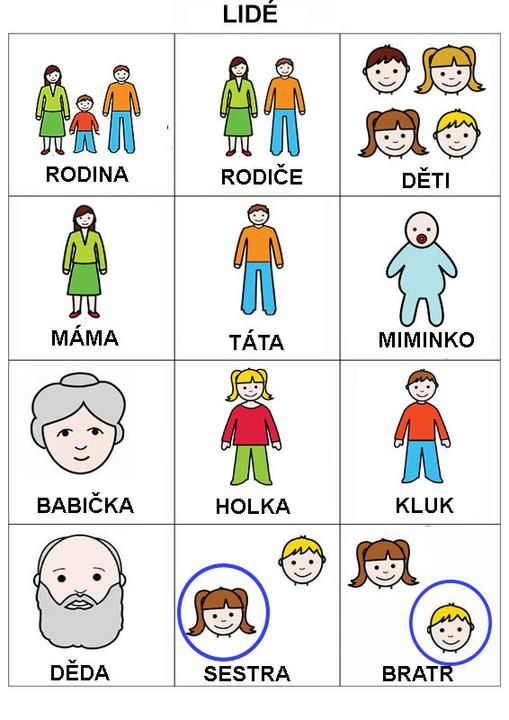 LIDÉ
RODINA
RODIČE
DĚTI
MÁMA
TÁTA
MIMINKO
BABIČKA
HOLKA
KLUK
DĚDA
SESTRA
BRATR